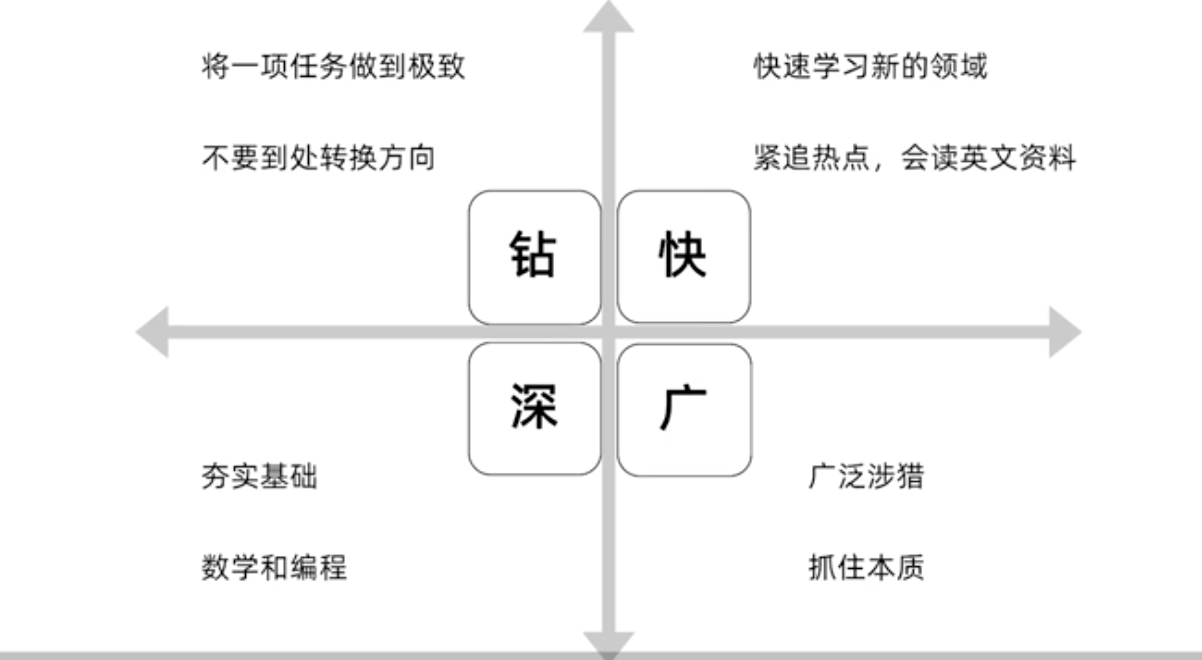 将一项任务做到极致
不要到处转换方向
快速学习新的领域
紧追热点，会读英文资料
钻
快
深
广
夯实基础
数学和编程
广泛涉猎
抓住本质